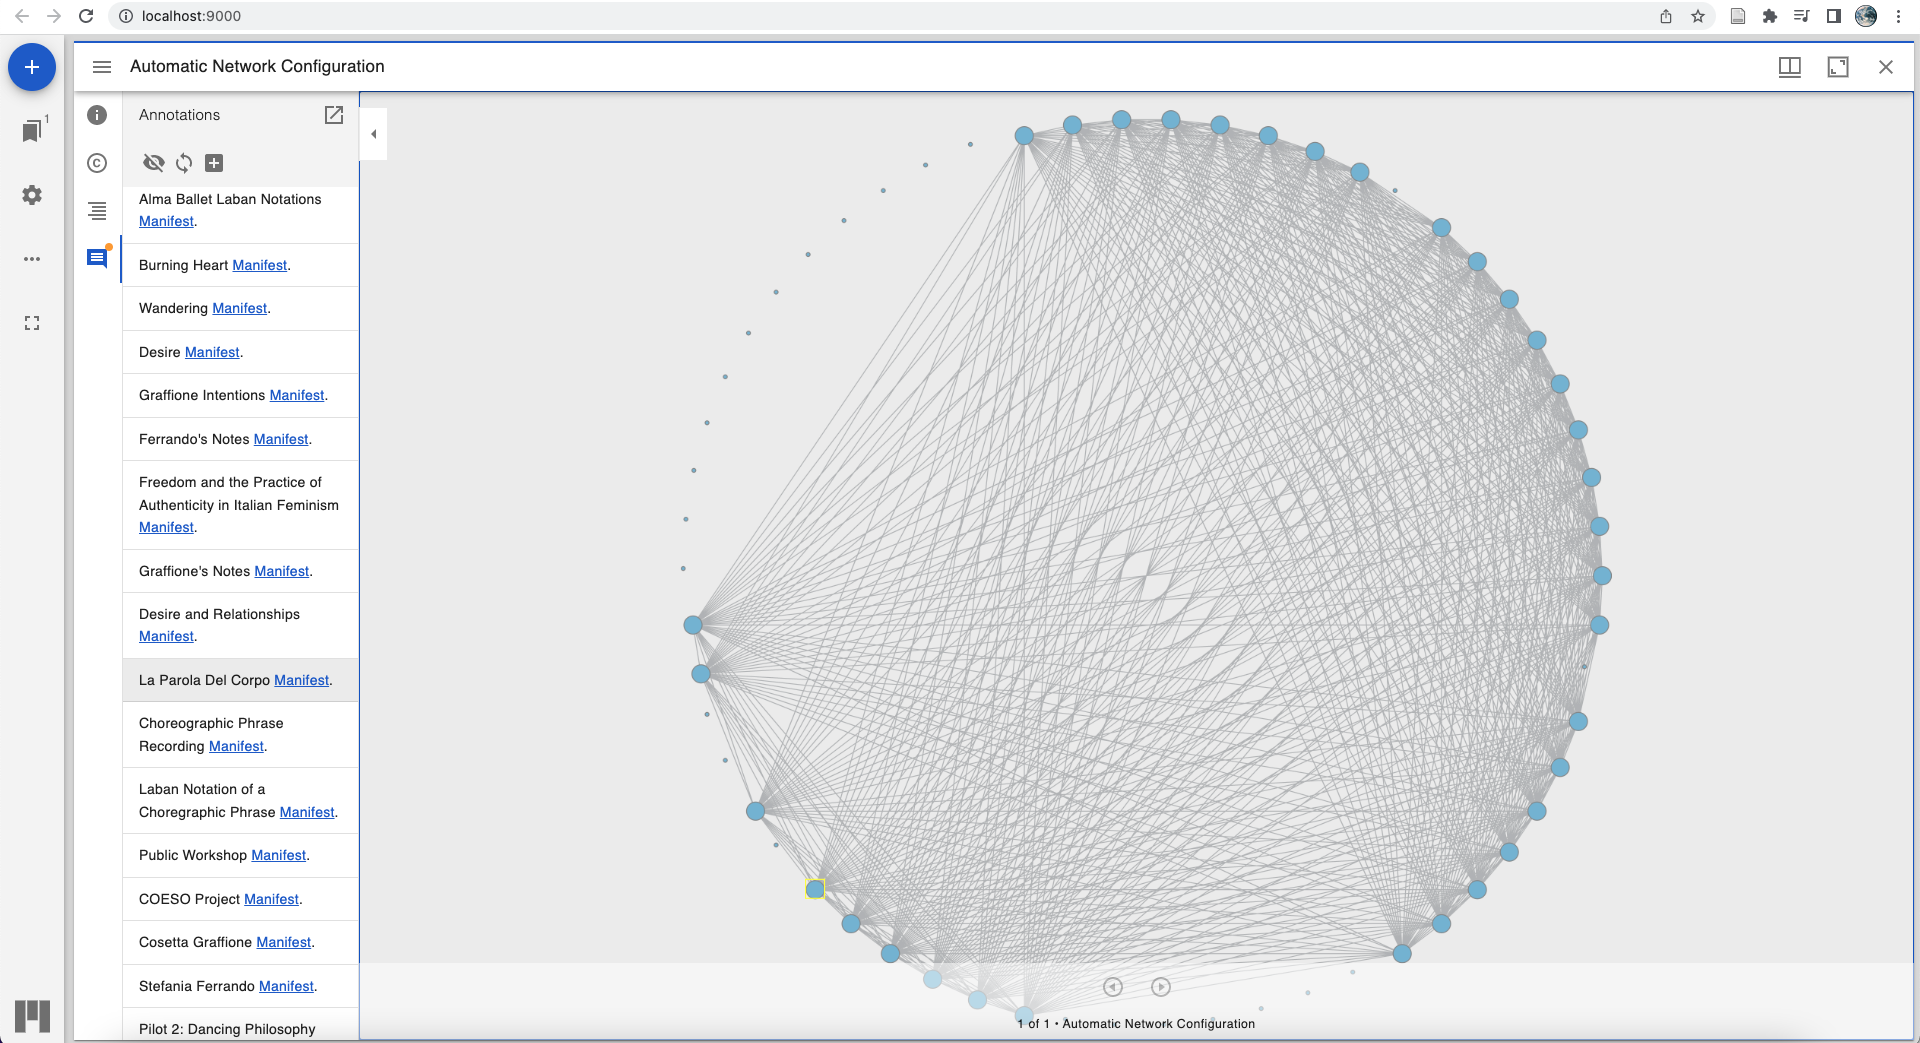 localhost:9000
Automatic Network Configuration
1
Annotations
Alma Ballet Laban Notations
Manifest.
Burning Heart Manifest.
Wandering Manifest.
Desire Manifest.
Graffione Intentions Manifest.
Ferrando's Notes Manifest.
Freedom and the Practice of
Authenticity in Italian Feminism
Manifest.
Graffione's Notes Manifest.
Desire and Relationships
Manifest.
La Parola Del Corpo Manifest.
Choreographic Phrase
Recording Manifest.
Laban Notation of a
Choregraphic Phrase Manifest.
Public Workshop Manifest.
COESO Project Manifest.
Cosetta Graffione Manifest.
Stefania Ferrando Manifest.
Pilot 2: Dancing Philosophy
1 of 1 • Automatic Network Configuration